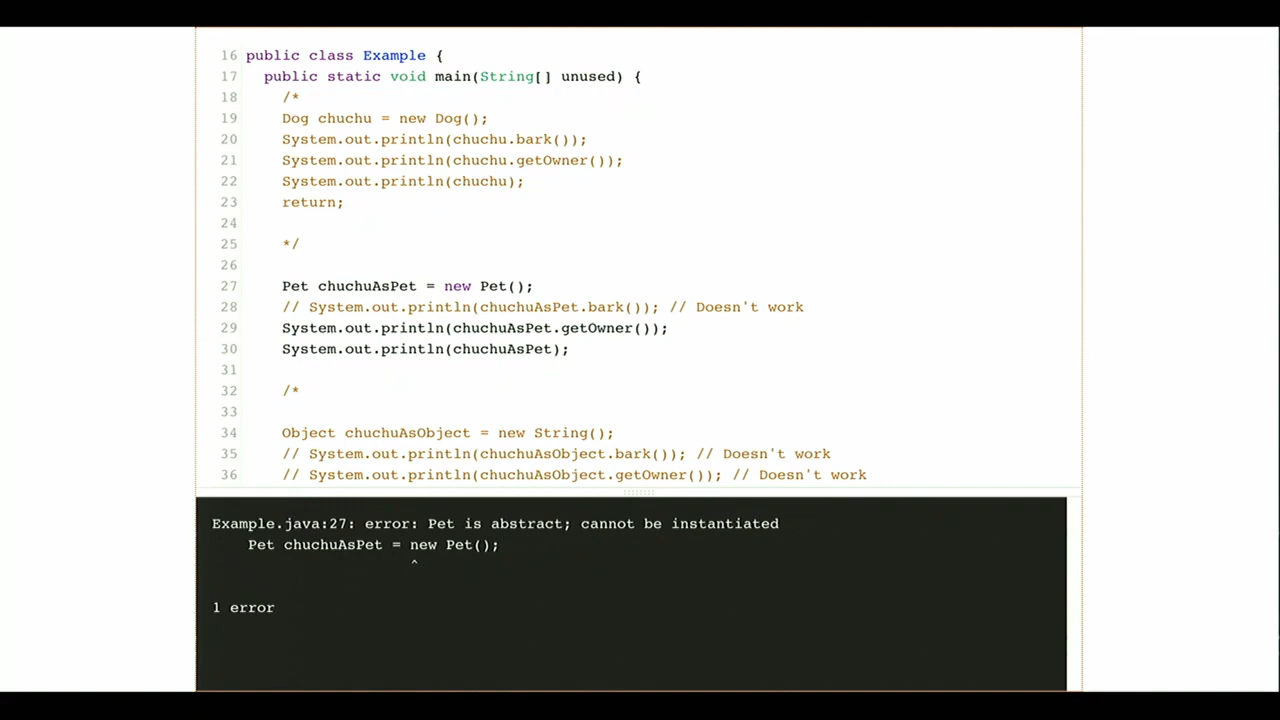 16 public class Example {
17 public static void main(String[] unused) {
18 /*
19 Dog chuchu = new Dog();
20 System.out.println(chuchu.bark());
21 System.out.println(chuchu.getOwner());
22 System.out.println(chuchu);
23 return;
24
25 */
26
27 Pet chuchuAsPet = new Pet();
28 // System.out.println(chuchuAsPet.bark()); // Doesn't work
29 System.out.println(chuchuAsPet.getOwner());
30 System.out.println(chuchuAsPet);
31
32 /*
33
34 Object chuchuAsObject = new String();
35 // System.out.println(chuchuAsObject.bark()); // Doesn't work
36 // System.out.println(chuchuAsObject.getOwner()); // Doesn't work
Example.java:27: error: Pet is abstract; cannot be instantiated
Pet chuchuAsPet = new Pet();
^
1 error